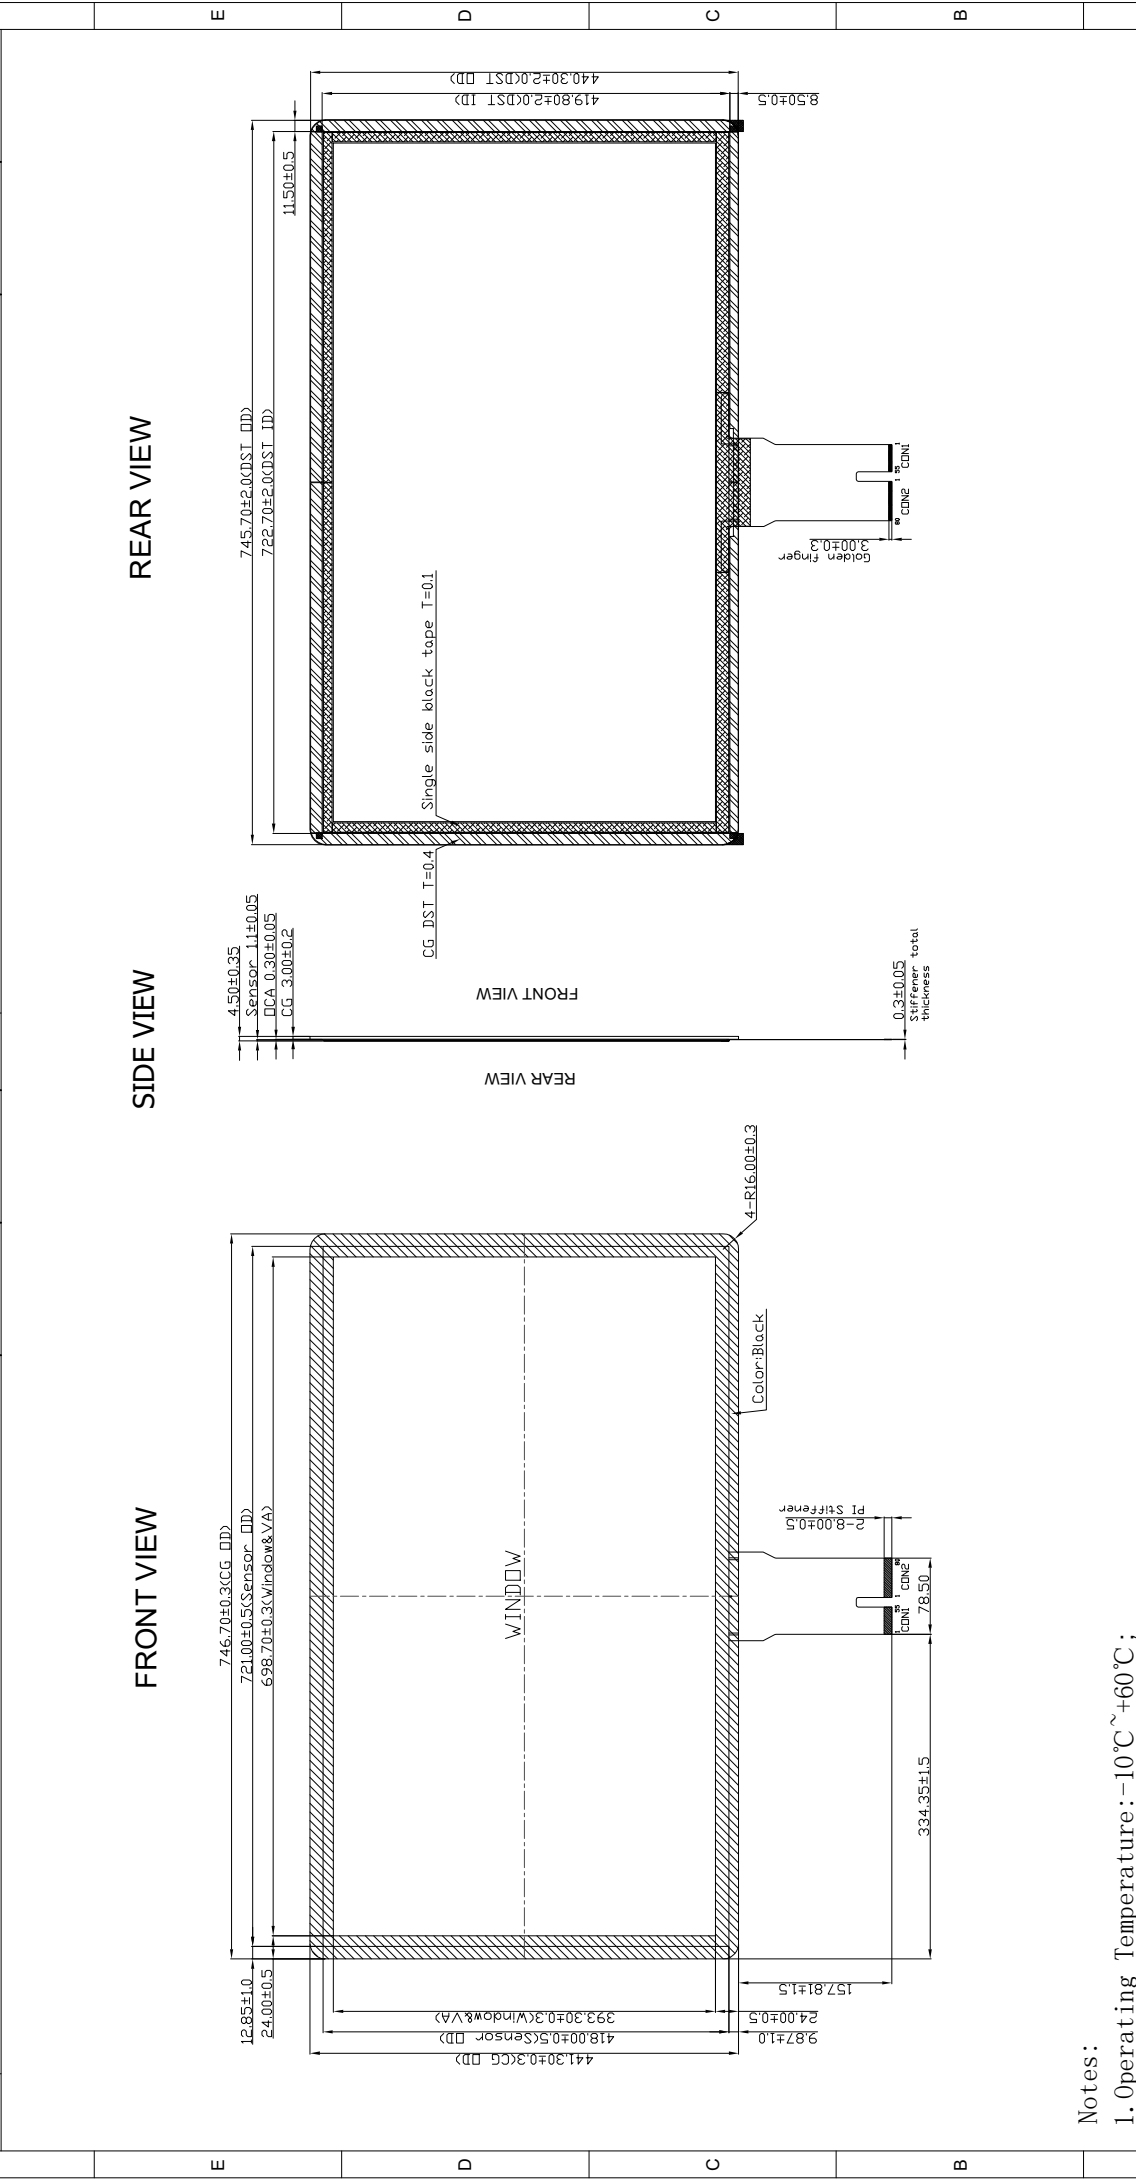 E
D
C
B
FRONT VIEW
746.70±0.3(CG OD)
721.00±0.5(Sensor OD)
698.70±0.3(Window&VA)
12.85±1.0
24.00±0.5
441.30±0.3(CG OD)
418.00±0.5(Sensor OD)
393.30±0.3(Window&VA)
9.87±1.0
24.00±0.5
157.81±1.5
WINDOW
4-R16.00±0.3
Color:Black
2-8.00±0.5
PI Stiffener
1 CON1 55 1 CON2 80
78.50
334.35±1.5
SIDE VIEW
4.50±0.35
Sensor 1.1±0.05
OCA 0.30±0.05
CG 3.00±0.2
REAR VIEW
FRONT VIEW
0.3±0.05
Stiffener total
thickness
REAR VIEW
745.70±2.0(DST OD)
722.70±2.0(DST ID)
11.50±0.5
440.30±2.0(DST OD)
419.80±2.0(DST ID)
8.50±0.5
CG DST T=0.4
Single side black tape T=0.1
Golden finger
3.00±0.3
80 CON2 1 55 CON1 1
Notes:
1.Operating Temperature:-10℃~+60℃;
E
D
C
B